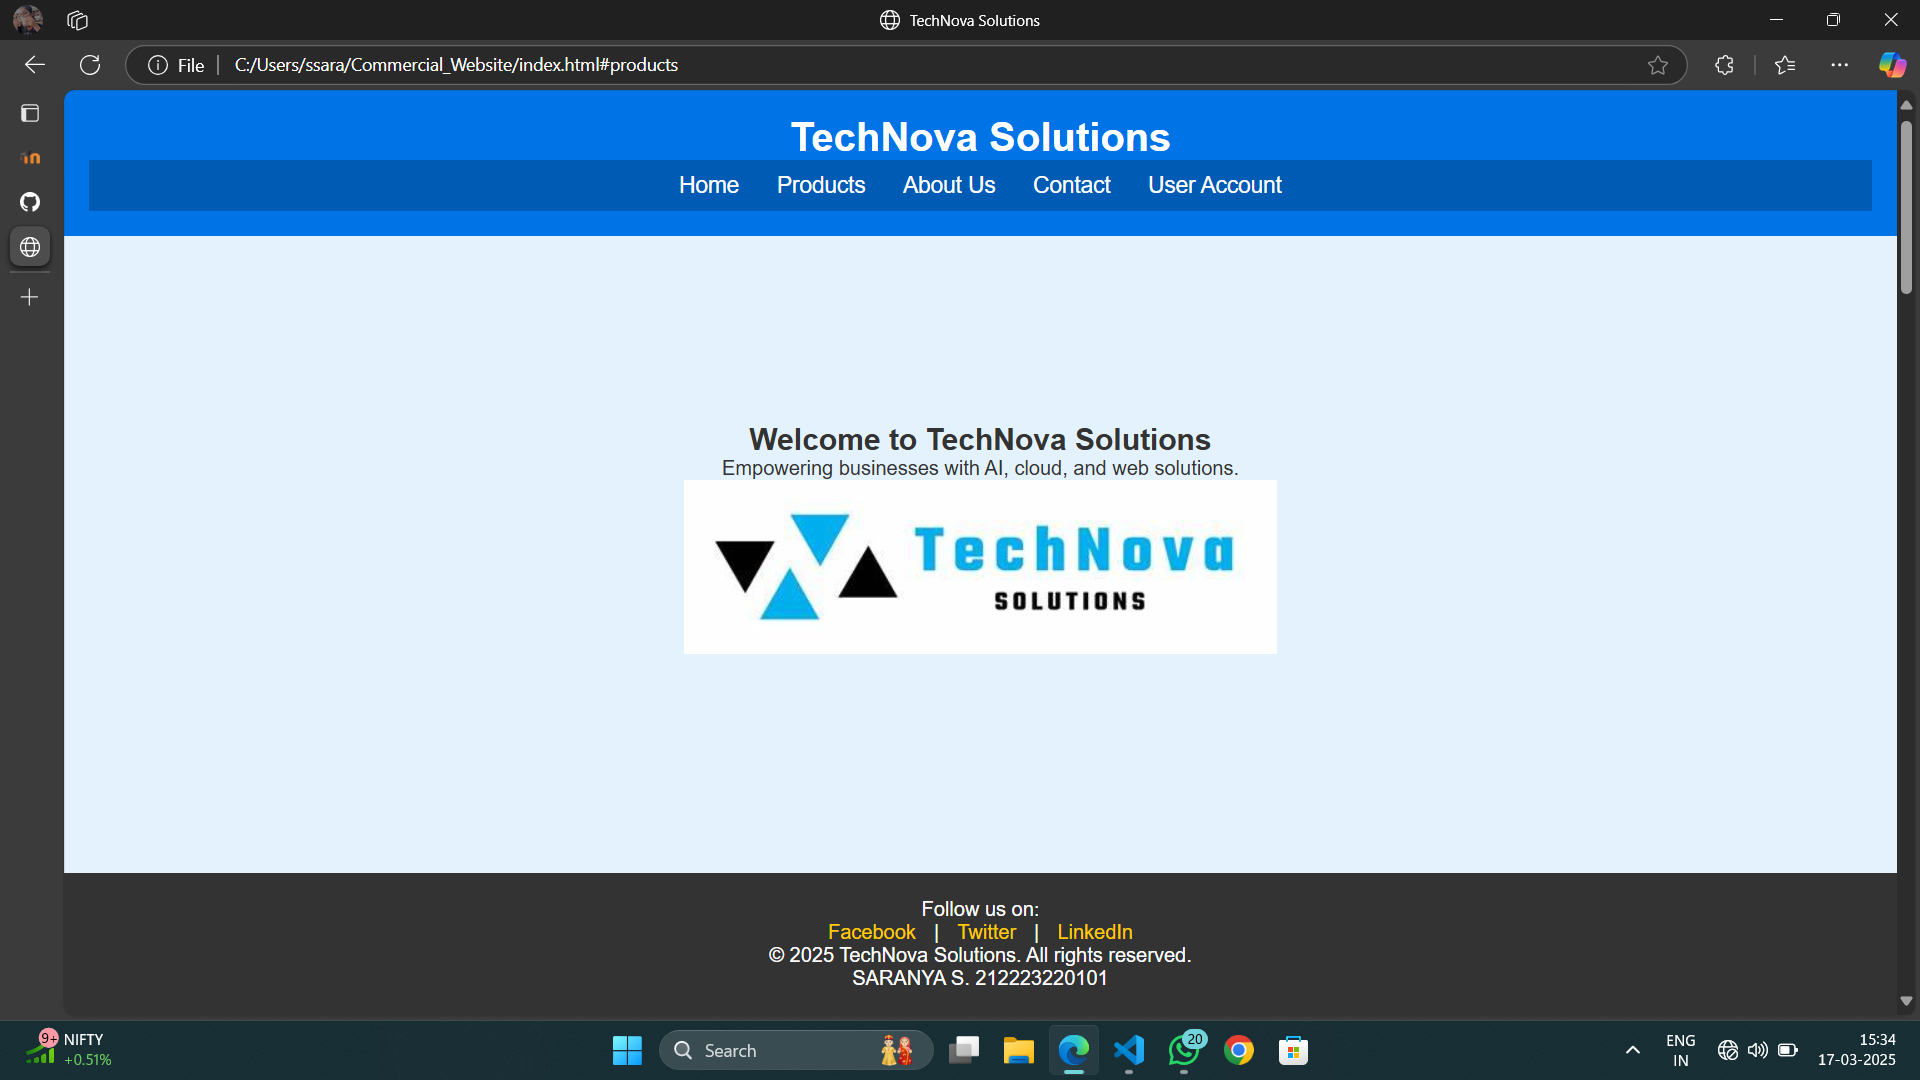 TechNova Solutions
File
C:/Users/ssara/Commercial_Website/index.html#products
TechNova Solutions
Home Products About Us Contact User Account
Welcome to TechNova Solutions
Empowering businesses with AI, cloud, and web solutions.
TechNova
SOLUTIONS
Follow us on:
Facebook | Twitter | LinkedIn
© 2025 TechNova Solutions. All rights reserved.
SARANYA S. 212223220101
9+ NIFTY
+0.51%
Search
20
ENG
IN
15:34
17-03-2025